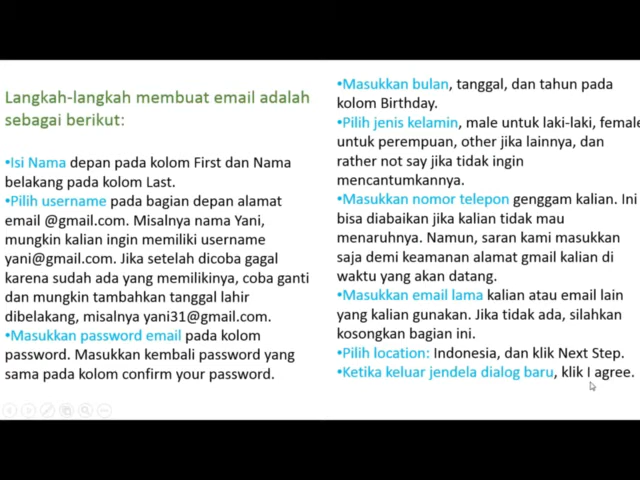 Langkah-langkah membuat email adalah
sebagai berikut:
•Isi Nama depan pada kolom First dan Nama
belakang pada kolom Last.
•Pilih username pada bagian depan alamat
email @gmail.com. Misalnya nama Yani,
mungkin kalian ingin memiliki username
yani@gmail.com. Jika setelah dicoba gagal
karena sudah ada yang memilikinya, coba ganti
dan mungkin tambahkan tanggal lahir
dibelakang, misalnya yani31@gmail.com.
•Masukkan password email pada kolom
password. Masukkan kembali password yang
sama pada kolom confirm your password.
•Masukkan bulan, tanggal, dan tahun pada
kolom Birthday.
•Pilih jenis kelamin, male untuk laki-laki, female
untuk perempuan, other jika lainnya, dan
rather not say jika tidak ingin
mencantumkannya.
•Masukkan nomor telepon genggam kalian. Ini
bisa diabaikan jika kalian tidak mau
menaruhnya. Namun, saran kami masukkan
saja demi keamanan alamat gmail kalian di
waktu yang akan datang.
•Masukkan email lama kalian atau email lain
yang kalian gunakan. Jika tidak ada, silahkan
kosongkan bagian ini.
•Pilih location: Indonesia, dan klik Next Step.
•Ketika keluar jendela dialog baru, klik I agree.